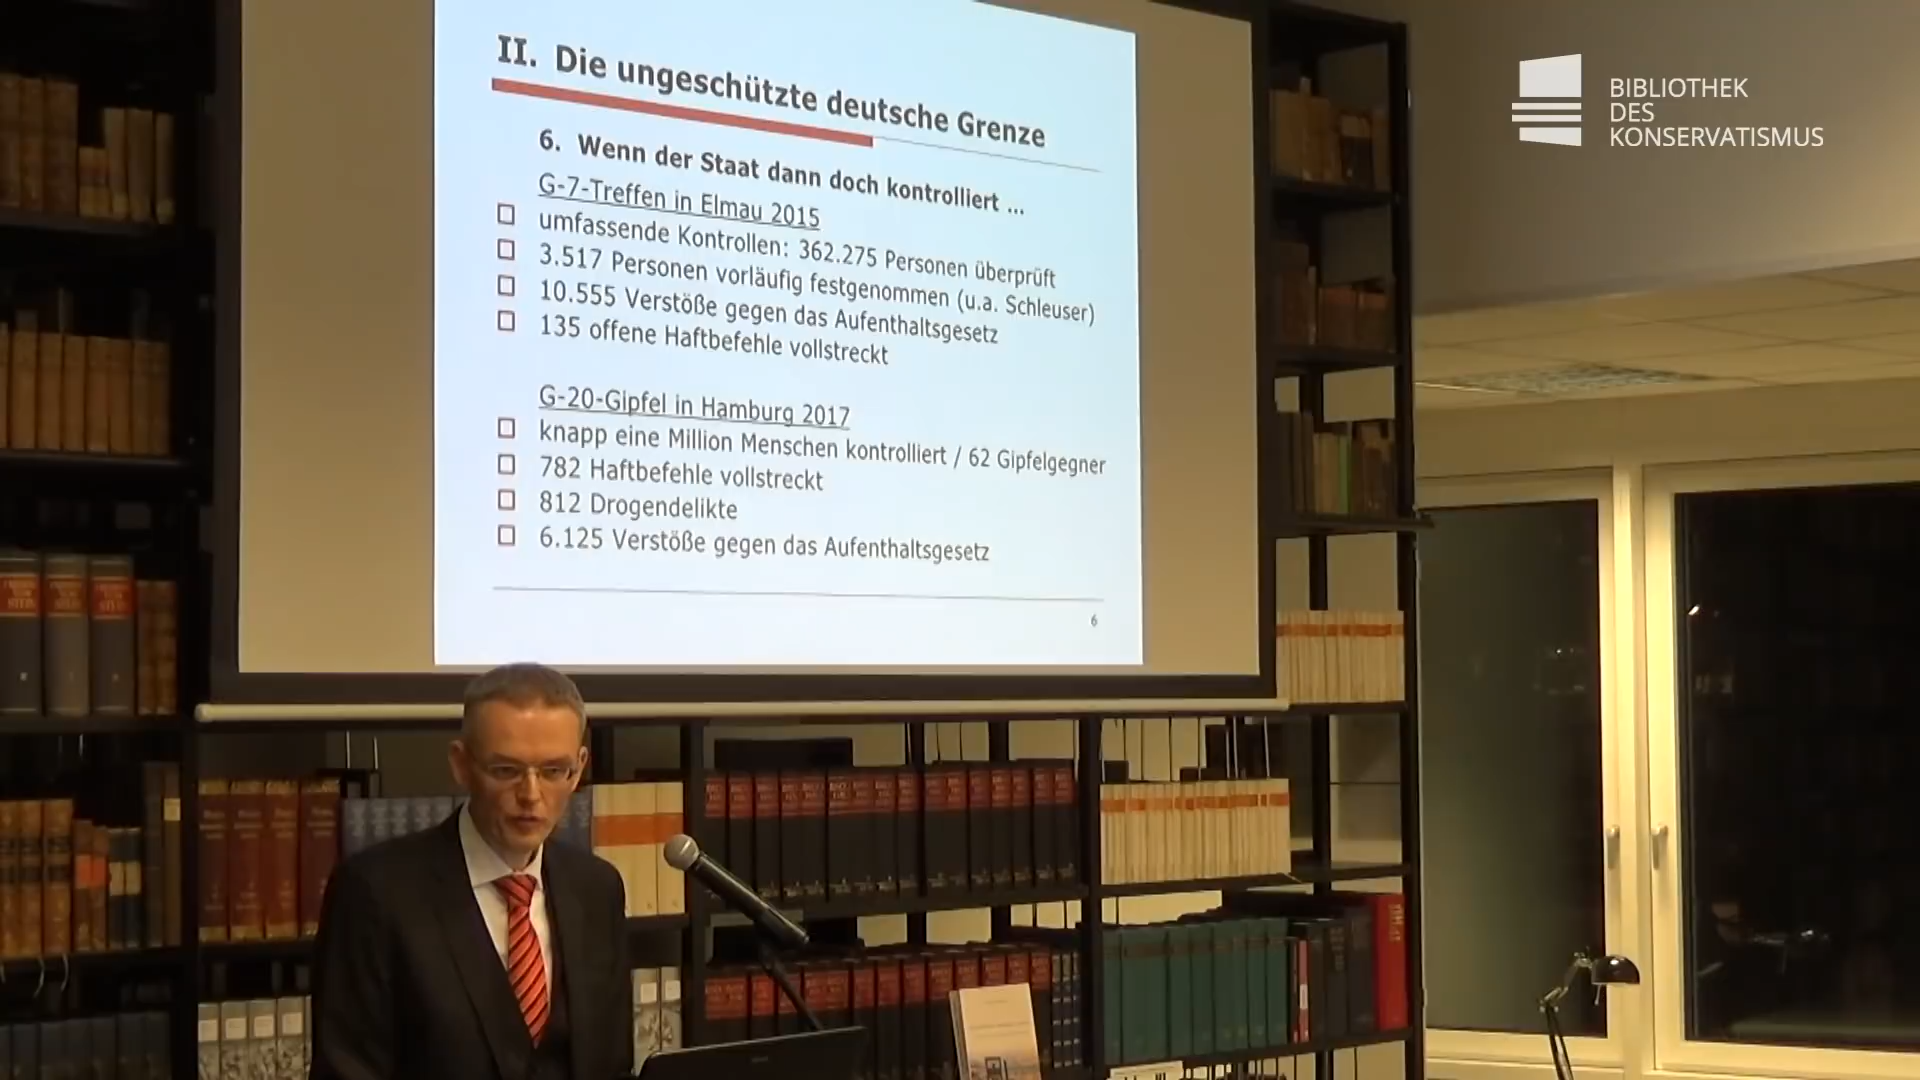 II. Die ungeschützte deutsche Grenze
6. Wenn der Staat dann doch kontrolliert ...
G-7-Treffen in Elmau 2015
umfassende Kontrollen: 362.275 Personen überprüft
3.517 Personen vorläufig festgenommen (u.a. Schleuser)
10.555 Verstöße gegen das Aufenthaltsgesetz
135 offene Haftbefehle vollstreckt
G-20-Gipfel in Hamburg 2017
knapp eine Million Menschen kontrolliert / 62 Gipfelgegner
782 Haftbefehle vollstreckt
812 Drogendelikte
6.125 Verstöße gegen das Aufenthaltsgesetz
6
BIBLIOTHEK
DES
KONSERVATISMUS